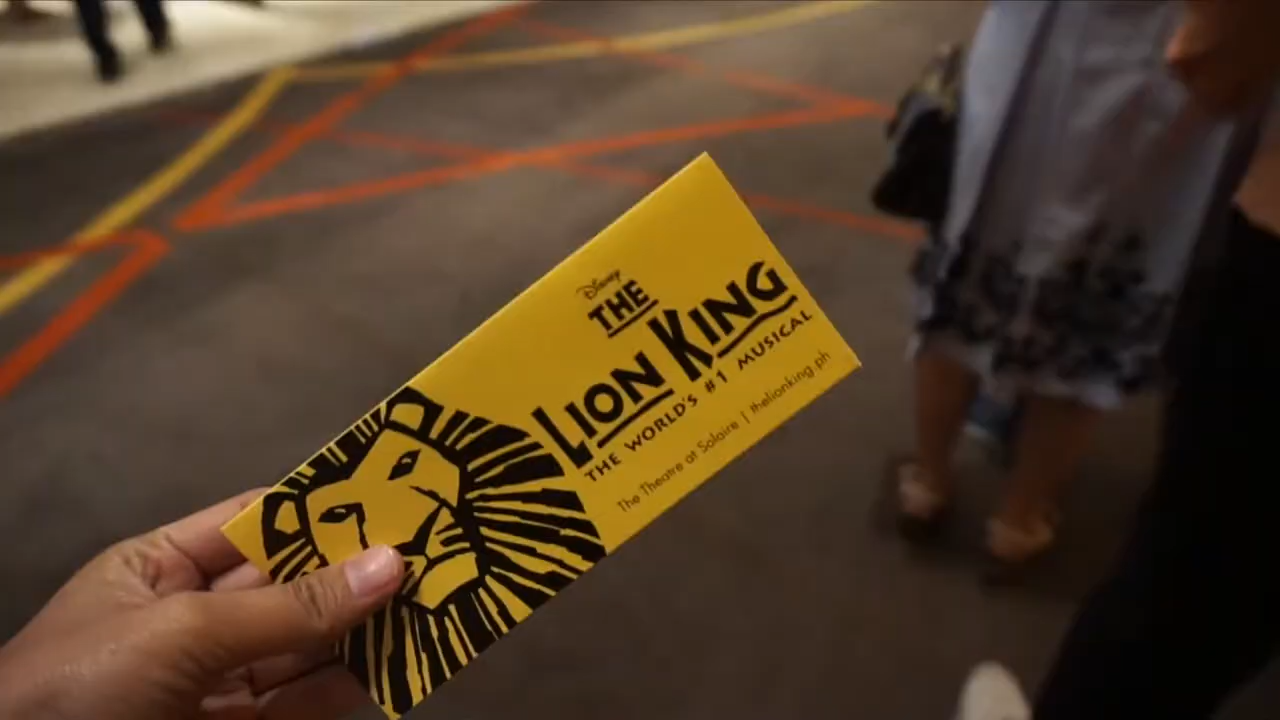 Disney
THE
LION KING
THE WORLD'S #1 MUSICAL
The Theatre at Solaire | thelionking.ph